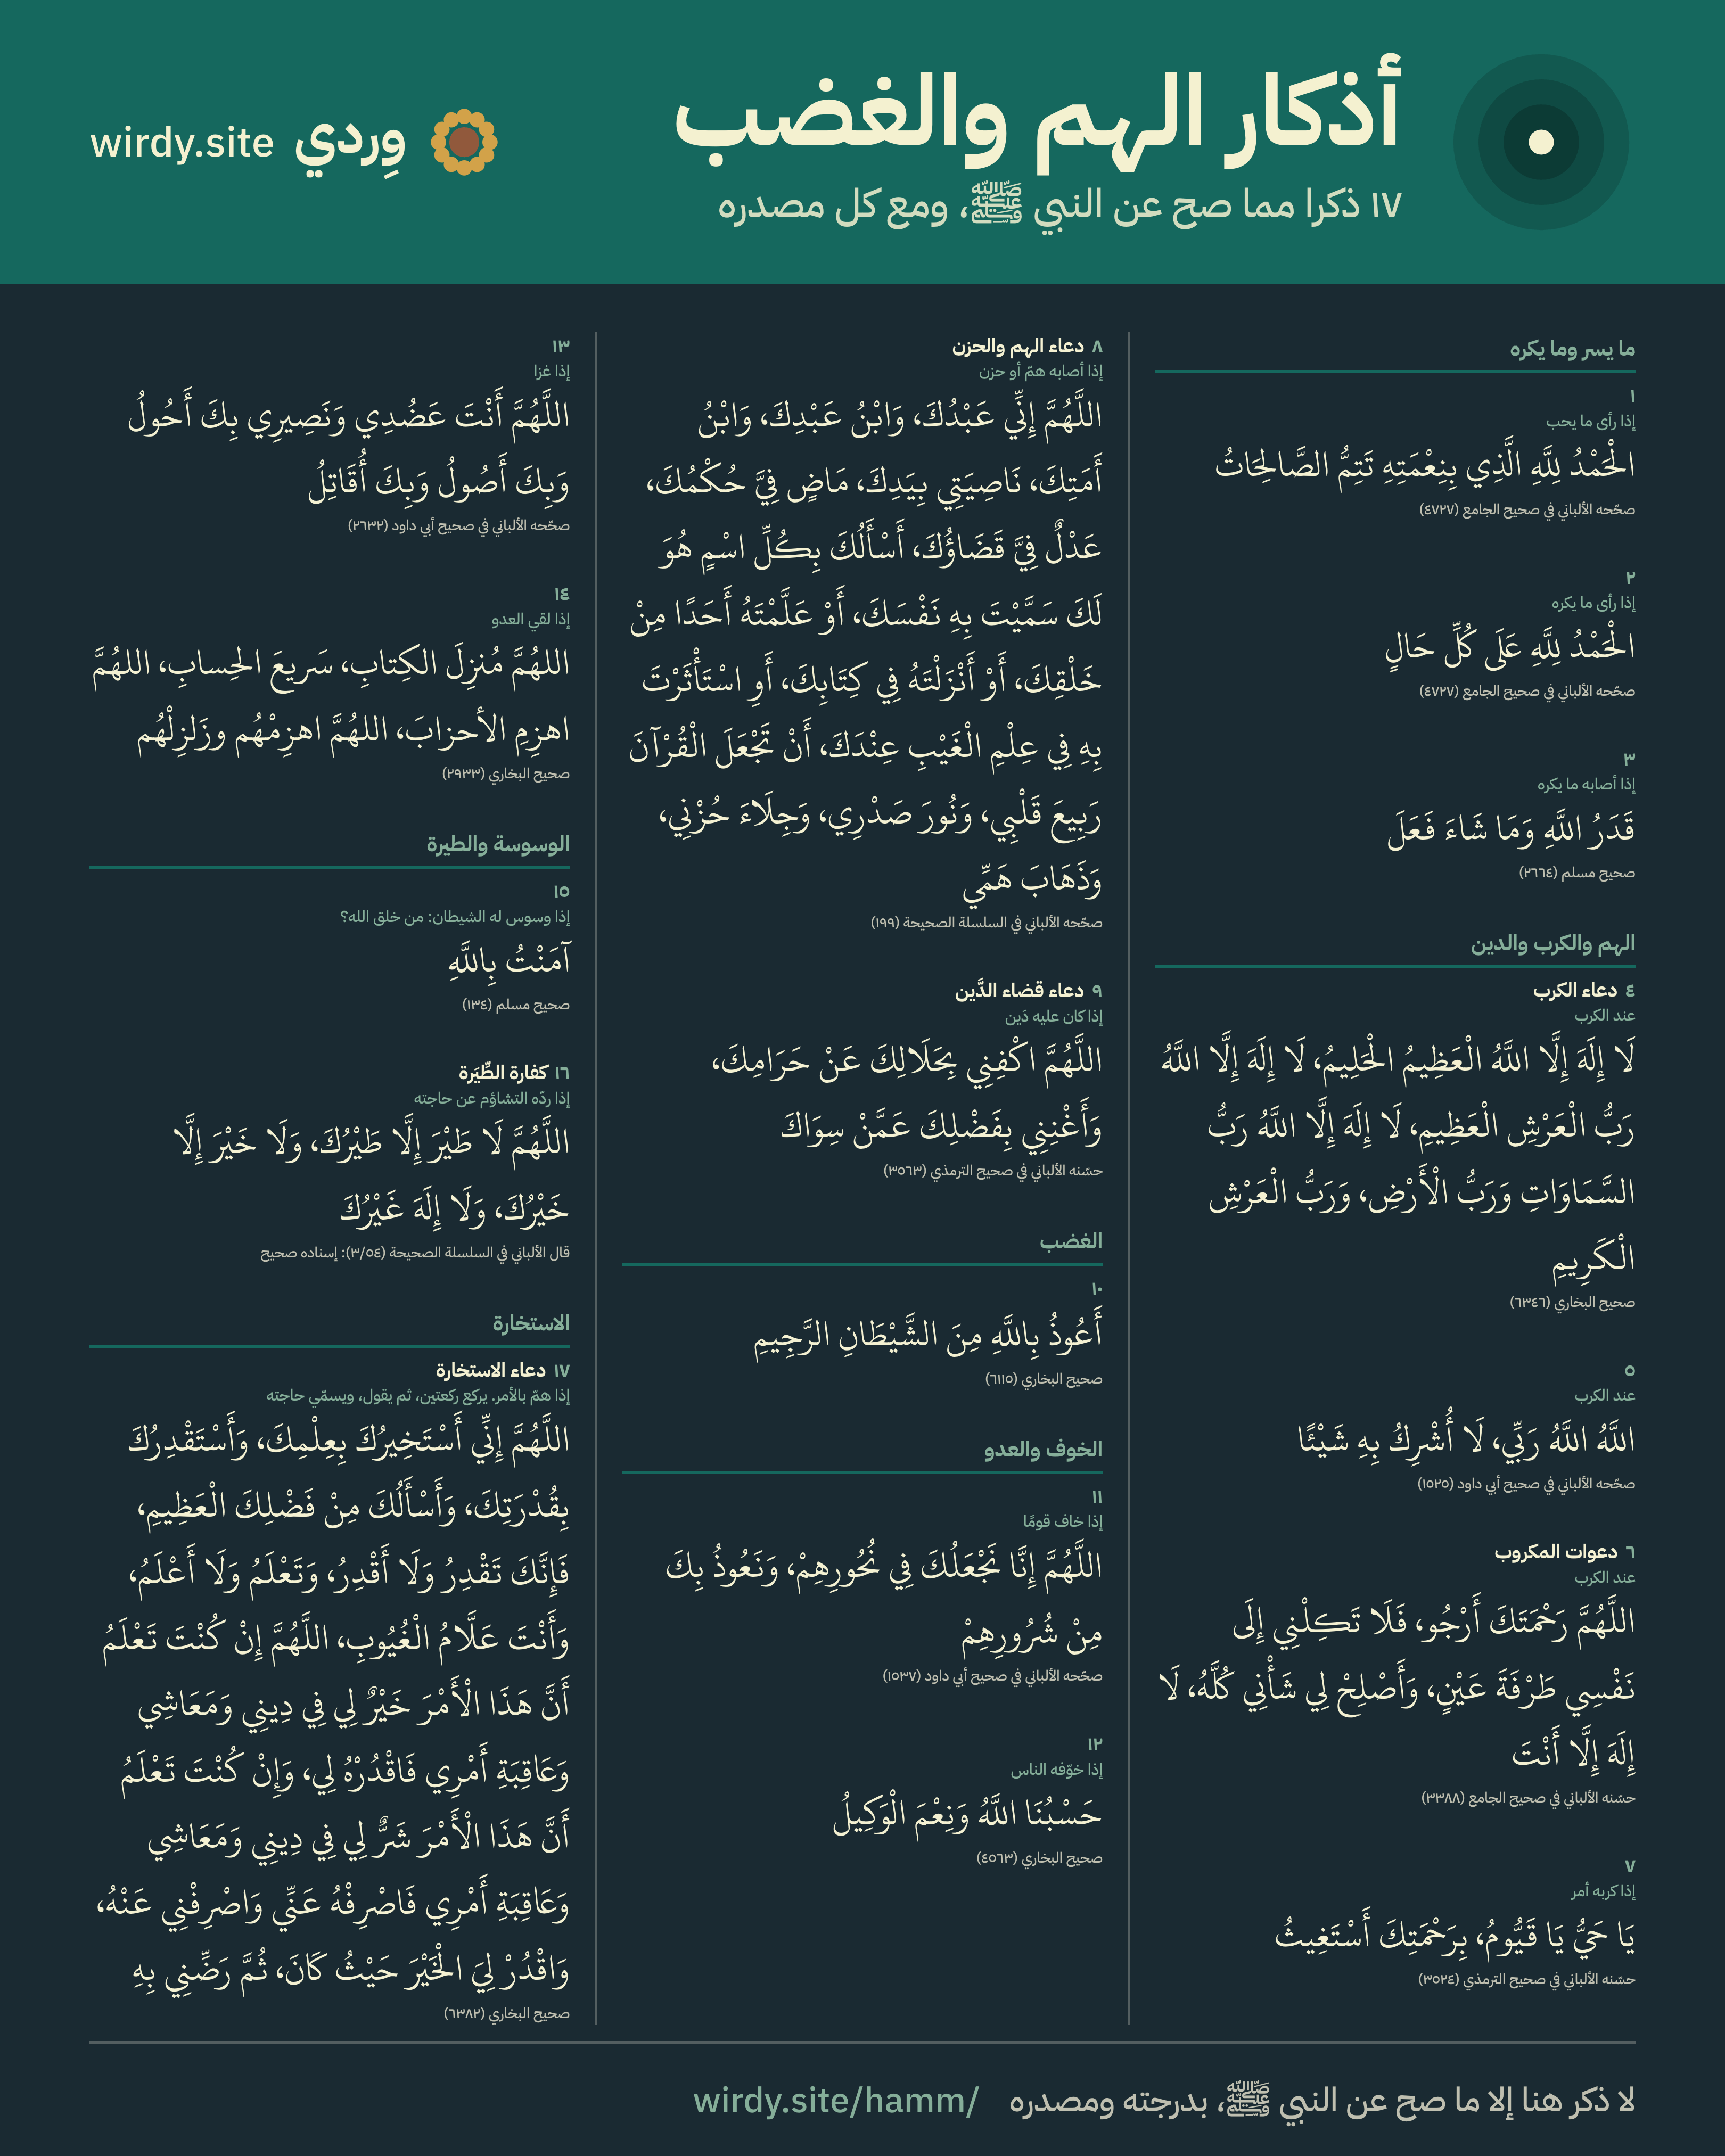 أذكار الهم والغضب
١٧ ذكرا مما صح عن النبي ﷺ، ومع كل مصدره
وِردي wirdy.site
ما يسر وما يكره
١
إذا رأى ما يحب
الْحَمْدُ لِلَّهِ الَّذِي بِنِعْمَتِهِ تَتِمُّ الصَّالِحَاتُ
صحّحه الألباني في صحيح الجامع (٤٧٢٧)
٢
إذا رأى ما يكره
الْحَمْدُ لِلَّهِ عَلَى كُلِّ حَالٍ
صحّحه الألباني في صحيح الجامع (٤٧٢٧)
٣
إذا أصابه ما يكره
قَدَرُ اللَّهِ وَمَا شَاءَ فَعَلَ
صحيح مسلم (٢٦٦٤)
الهم والكرب والدين
٤ دعاء الكرب
عند الكرب
لَا إِلَهَ إِلَّا اللَّهُ الْعَظِيمُ الْحَلِيمُ، لَا إِلَهَ إِلَّا اللَّهُ
رَبُّ الْعَرْشِ الْعَظِيمِ، لَا إِلَهَ إِلَّا اللَّهُ رَبُّ
السَّمَاوَاتِ وَرَبُّ الْأَرْضِ، وَرَبُّ الْعَرْشِ
الْكَرِيمِ
صحيح البخاري (٦٣٤٦)
٥
عند الكرب
اللَّهُ اللَّهُ رَبِّي، لَا أُشْرِكُ بِهِ شَيْئًا
صحّحه الألباني في صحيح أبي داود (١٥٢٥)
٦ دعوات المكروب
عند الكرب
اللَّهُمَّ رَحْمَتَكَ أَرْجُو، فَلَا تَكِلْنِي إِلَى
نَفْسِي طَرْفَةَ عَيْنٍ، وَأَصْلِحْ لِي شَأْنِي كُلَّهُ، لَا
إِلَهَ إِلَّا أَنْتَ
حسّنه الألباني في صحيح الجامع (٣٣٨٨)
٧
إذا كربه أمر
يَا حَيُّ يَا قَيُّومُ، بِرَحْمَتِكَ أَسْتَغِيثُ
حسّنه الألباني في صحيح الترمذي (٣٥٢٤)
٨ دعاء الهم والحزن
إذا أصابه همّ أو حزن
اللَّهُمَّ إِنِّي عَبْدُكَ، وَابْنُ عَبْدِكَ، وَابْنُ
أَمَتِكَ، نَاصِيَتِي بِيَدِكَ، مَاضٍ فِيَّ حُكْمُكَ،
عَدْلٌ فِيَّ قَضَاؤُكَ، أَسْأَلُكَ بِكُلِّ اسْمٍ هُوَ
لَكَ سَمَّيْتَ بِهِ نَفْسَكَ، أَوْ عَلَّمْتَهُ أَحَدًا مِنْ
خَلْقِكَ، أَوْ أَنْزَلْتَهُ فِي كِتَابِكَ، أَوِ اسْتَأْثَرْتَ
بِهِ فِي عِلْمِ الْغَيْبِ عِنْدَكَ، أَنْ تَجْعَلَ الْقُرْآنَ
رَبِيعَ قَلْبِي، وَنُورَ صَدْرِي، وَجِلَاءَ حُزْنِي،
وَذَهَابَ هَمِّي
صحّحه الألباني في السلسلة الصحيحة (١٩٩)
٩ دعاء قضاء الدَّين
إذا كان عليه دَين
اللَّهُمَّ اكْفِنِي بِحَلَالِكَ عَنْ حَرَامِكَ،
وَأَغْنِنِي بِفَضْلِكَ عَمَّنْ سِوَاكَ
حسّنه الألباني في صحيح الترمذي (٣٥٦٣)
الغضب
١٠
أَعُوذُ بِاللَّهِ مِنَ الشَّيْطَانِ الرَّجِيمِ
صحيح البخاري (٦١١٥)
الخوف والعدو
١١
إذا خاف قومًا
اللَّهُمَّ إِنَّا نَجْعَلُكَ فِي نُحُورِهِمْ، وَنَعُوذُ بِكَ
مِنْ شُرُورِهِمْ
صحّحه الألباني في صحيح أبي داود (١٥٣٧)
١٢
إذا خوّفه الناس
حَسْبُنَا اللَّهُ وَنِعْمَ الْوَكِيلُ
صحيح البخاري (٤٥٦٣)
١٣
إذا غزا
اللَّهُمَّ أَنْتَ عَضُدِي وَنَصِيرِي بِكَ أَحُولُ
وَبِكَ أَصُولُ وَبِكَ أُقَاتِلُ
صحّحه الألباني في صحيح أبي داود (٢٦٣٢)
١٤
إذا لقي العدو
اللهُمَّ مُنزِلَ الكِتابِ، سَريعَ الحِسابِ، اللهُمَّ
اهزِمِ الأحزابَ، اللهُمَّ اهزِمْهُم وزَلزِلْهُم
صحيح البخاري (٢٩٣٣)
الوسوسة والطيرة
١٥
إذا وسوس له الشيطان: من خلق الله؟
آمَنْتُ بِاللَّهِ
صحيح مسلم (١٣٤)
١٦ كفارة الطِّيَرة
إذا ردّه التشاؤم عن حاجته
اللَّهُمَّ لَا طَيْرَ إِلَّا طَيْرُكَ، وَلَا خَيْرَ إِلَّا
خَيْرُكَ، وَلَا إِلَهَ غَيْرُكَ
قال الألباني في السلسلة الصحيحة (٣/٥٤): إسناده صحيح
الاستخارة
١٧ دعاء الاستخارة
إذا همّ بالأمر. يركع ركعتين، ثم يقول، ويسمّي حاجته
اللَّهُمَّ إِنِّي أَسْتَخِيرُكَ بِعِلْمِكَ، وَأَسْتَقْدِرُكَ
بِقُدْرَتِكَ، وَأَسْأَلُكَ مِنْ فَضْلِكَ الْعَظِيمِ،
فَإِنَّكَ تَقْدِرُ وَلَا أَقْدِرُ، وَتَعْلَمُ وَلَا أَعْلَمُ،
وَأَنْتَ عَلَّامُ الْغُيُوبِ، اللَّهُمَّ إِنْ كُنْتَ تَعْلَمُ
أَنَّ هَذَا الْأَمْرَ خَيْرٌ لِي فِي دِينِي وَمَعَاشِي
وَعَاقِبَةِ أَمْرِي فَاقْدُرْهُ لِي، وَإِنْ كُنْتَ تَعْلَمُ
أَنَّ هَذَا الْأَمْرَ شَرٌّ لِي فِي دِينِي وَمَعَاشِي
وَعَاقِبَةِ أَمْرِي فَاصْرِفْهُ عَنِّي وَاصْرِفْنِي عَنْهُ،
وَاقْدُرْ لِيَ الْخَيْرَ حَيْثُ كَانَ، ثُمَّ رَضِّنِي بِهِ
صحيح البخاري (٦٣٨٢)
لا ذكر هنا إلا ما صح عن النبي ﷺ، بدرجته ومصدره wirdy.site/hamm/